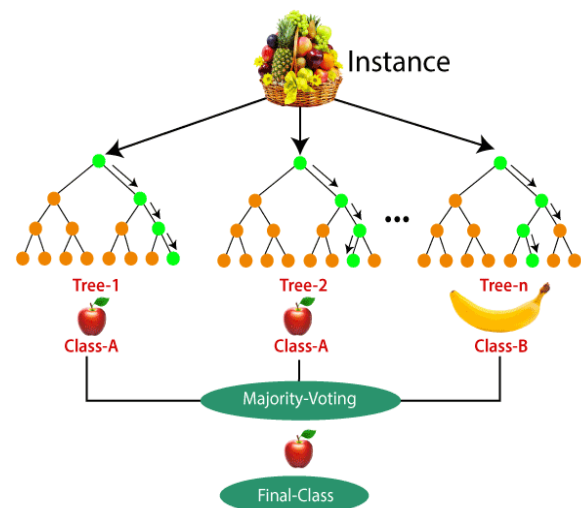 Instance
...
Tree-1
Tree-2
Tree-n
Class-A
Class-A
Class-B
Majority-Voting
Final-Class